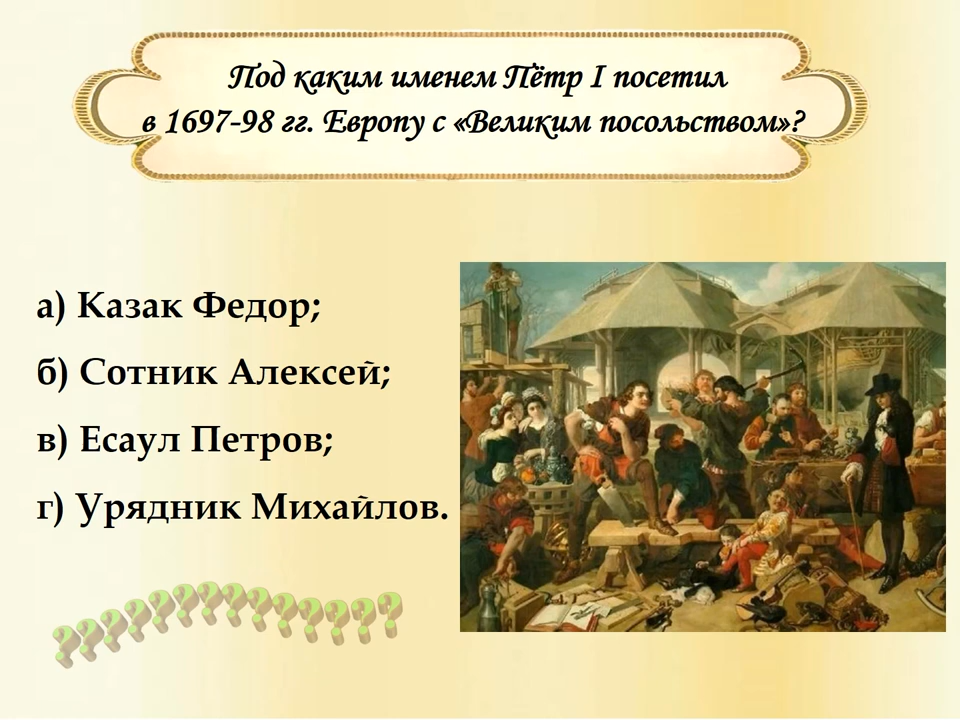 Под каким именем Пётр I посетил
в 1697-98 гг. Европу с «Великим посольством»?
а) Казак Федор;
б) Сотник Алексей;
в) Есаул Петров;
г) Урядник Михайлов.
???????????????